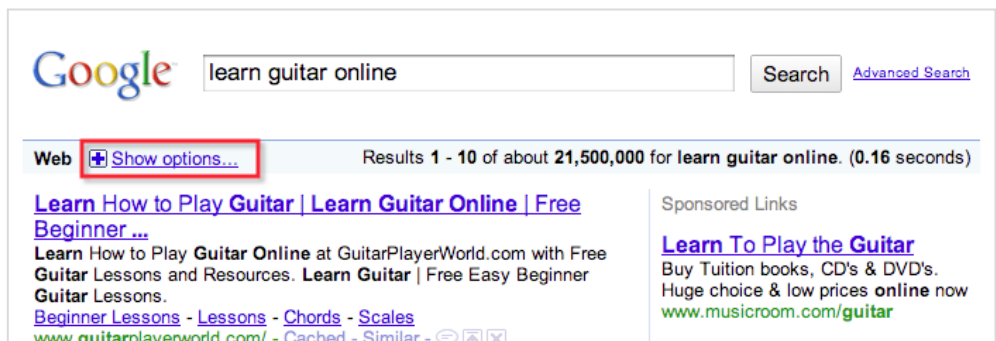 Google
learn guitar online
Search
Advanced Search
Web
Show options...
Results 1 - 10 of about 21,500,000 for learn guitar online. (0.16 seconds)
Learn How to Play Guitar | Learn Guitar Online | Free
Beginner ...
Learn How to Play Guitar Online at GuitarPlayerWorld.com with Free
Guitar Lessons and Resources. Learn Guitar | Free Easy Beginner
Guitar Lessons.
Beginner Lessons - Lessons - Chords - Scales
www.guitarplayerworld.com/ - Cached - Similar -
Sponsored Links
Learn To Play the Guitar
Buy Tuition books, CD's & DVD's.
Huge choice & low prices online now
www.musicroom.com/guitar